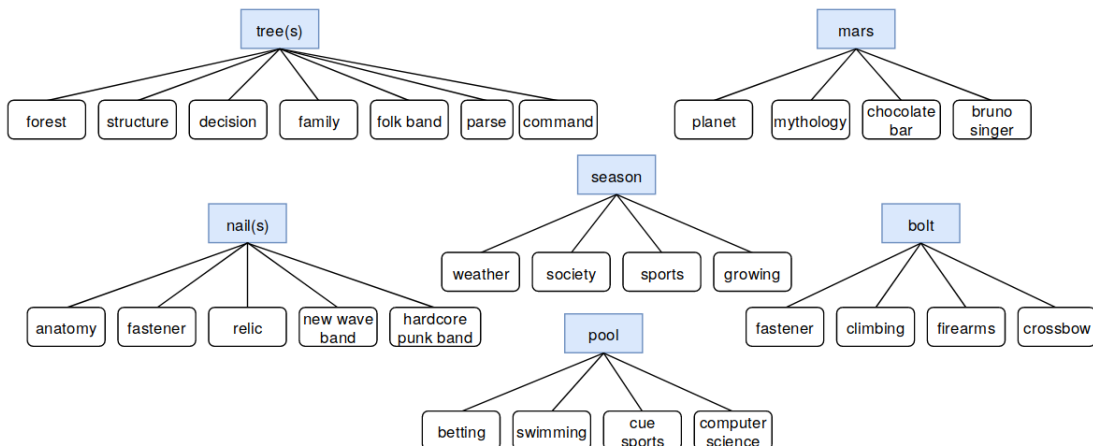 tree(s)
mars
forest
structure
decision
family
folk band
parse
command
planet
mythology
chocolate
bar
bruno
singer
season
nail(s)
bolt
weather
society
sports
growing
anatomy
fastener
relic
new wave
band
hardcore
punk band
fastener
climbing
firearms
crossbow
pool
betting
swimming
cue
sports
computer
science